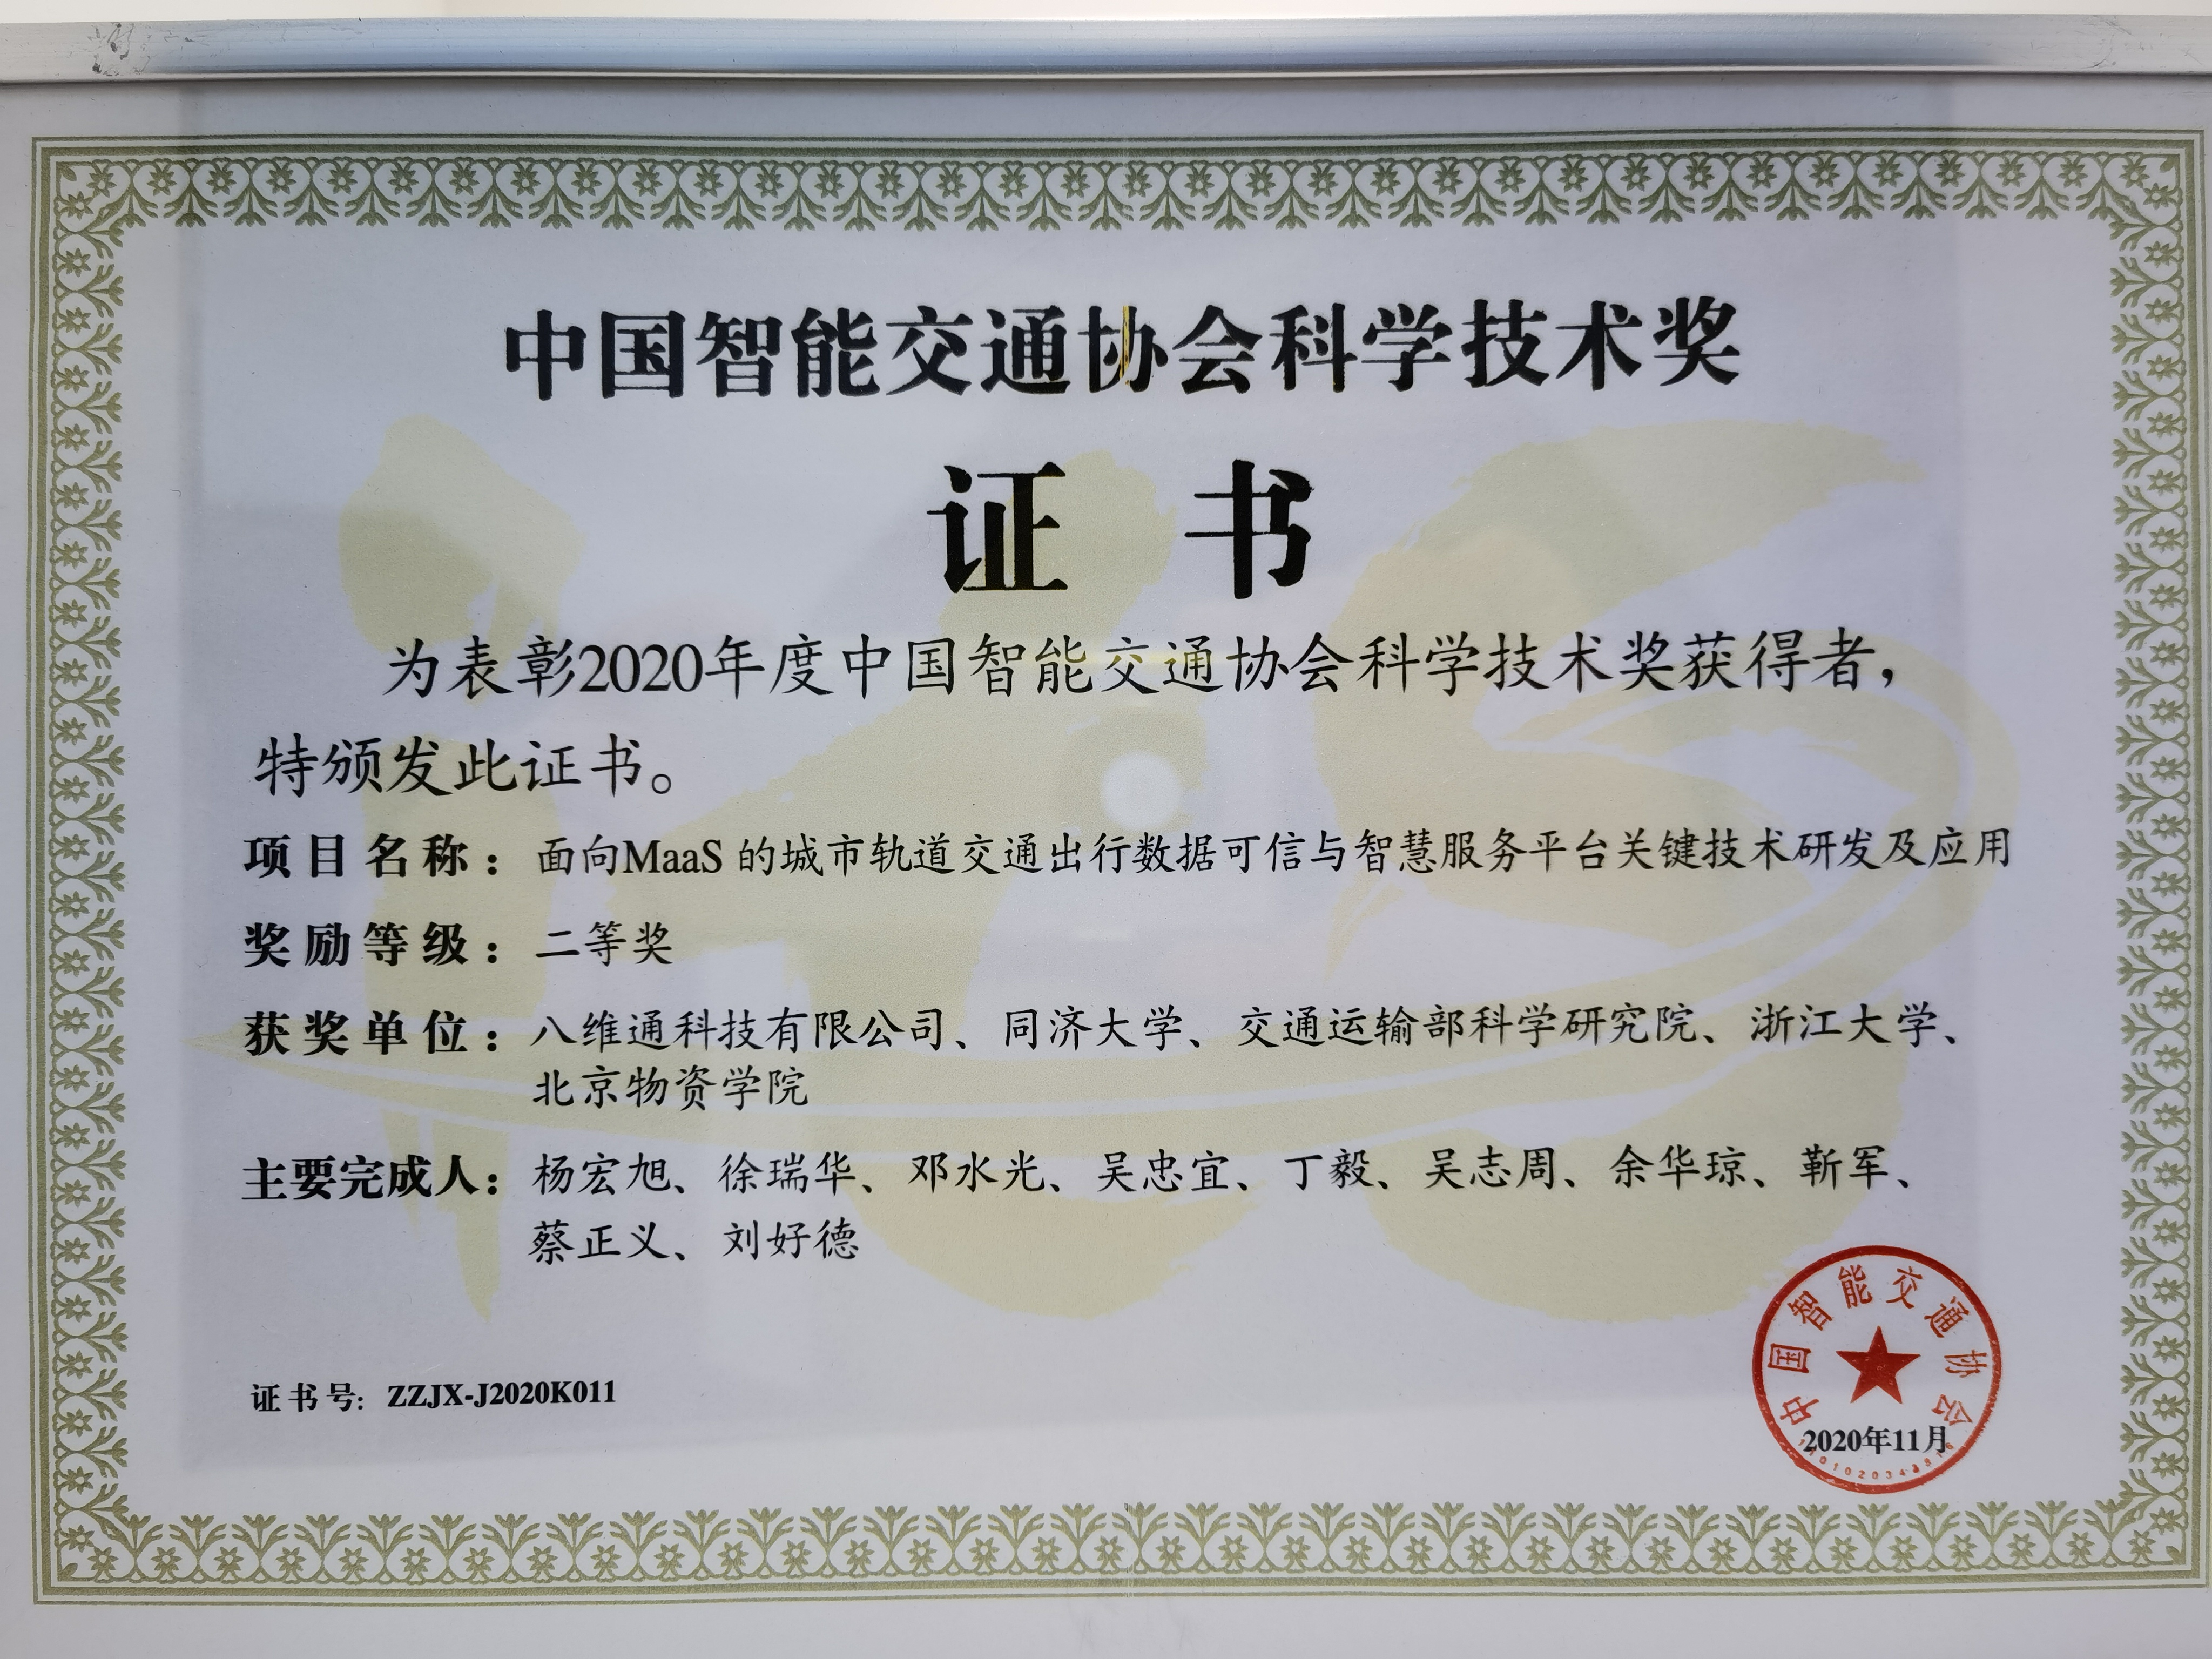 中国智能交通协会科学技术奖
证 书
为表彰2020年度中国智能交通协会科学技术奖获得者，
特颁发此证书。
项目名称：面向MaaS的城市轨道交通出行数据可信与智慧服务平台关键技术研发及应用
奖励等级：二等奖
获奖单位：八维通科技有限公司、同济大学、交通运输部科学研究院、浙江大学、
北京物资学院
主要完成人：杨宏旭、徐瑞华、邓水光、吴忠宜、丁毅、吴志周、余华琼、靳军、
蔡正义、刘好德
中国智能交通协会
证书号：ZZJX-J2020K011
2020年11月